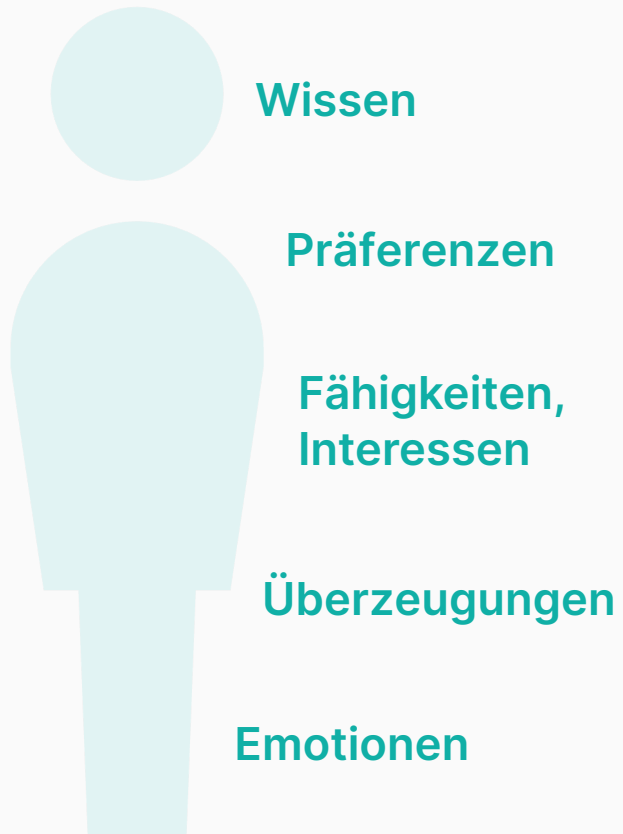 Wissen
Präferenzen
Fähigkeiten,
Interessen
Überzeugungen
Emotionen